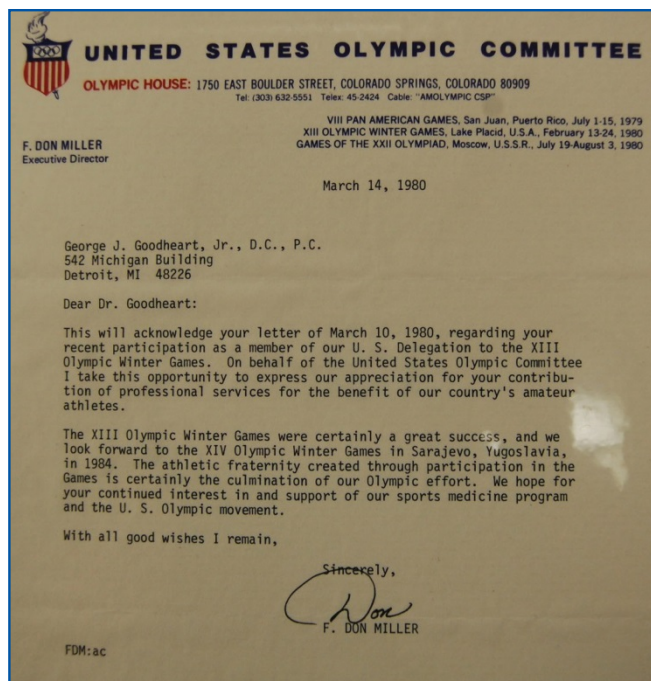 UNITED STATES OLYMPIC COMMITTEE
OLYMPIC HOUSE: 1750 EAST BOULDER STREET, COLORADO SPRINGS, COLORADO 80909
Tel: (303) 632-5551 Telex: 45-2424 Cable: "AMOLYMPIC CSP"
VIII PAN AMERICAN GAMES, San Juan, Puerto Rico, July 1-15, 1979
XIII OLYMPIC WINTER GAMES, Lake Placid, U.S.A., February 13-24, 1980
GAMES OF THE XXII OLYMPIAD, Moscow, U.S.S.R., July 19-August 3, 1980
F. DON MILLER
Executive Director
March 14, 1980
George J. Goodheart, Jr., D.C., P.C.
542 Michigan Building
Detroit, MI 48226
Dear Dr. Goodheart:
This will acknowledge your letter of March 10, 1980, regarding your
recent participation as a member of our U. S. Delegation to the XIII
Olympic Winter Games. On behalf of the United States Olympic Committee
I take this opportunity to express our appreciation for your contribu-
tion of professional services for the benefit of our country's amateur
athletes.
The XIII Olympic Winter Games were certainly a great success, and we
look forward to the XIV Olympic Winter Games in Sarajevo, Yugoslavia,
in 1984. The athletic fraternity created through participation in the
Games is certainly the culmination of our Olympic effort. We hope for
your continued interest in and support of our sports medicine program
and the U. S. Olympic movement.
With all good wishes I remain,
Sincerely,
Don
F. DON MILLER
FDM:ac